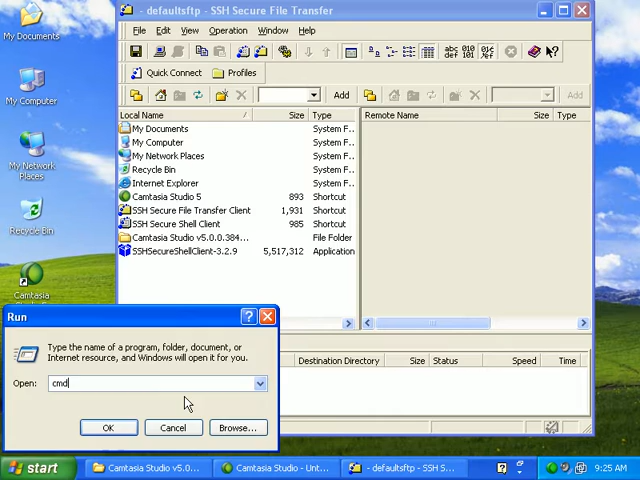 My Documents
My Computer
My Network
Places
Recycle Bin
Camtasia
- defaultsftp - SSH Secure File Transfer
File Edit View Operation Window Help
Quick Connect Profiles
Add Add
Local Name / Size Type
Remote Name Size Type
My Documents System F..
My Computer System F..
My Network Places System F..
Recycle Bin System F..
Internet Explorer System F..
Camtasia Studio 5 893 Shortcut
SSH Secure File Transfer Client 1,931 Shortcut
SSH Secure Shell Client 985 Shortcut
Camtasia Studio v5.0.0.384... File Folder
SSHSecureShellClient-3.2.9 5,517,312 Application
Destination Directory Size Status Speed Time
Run
Type the name of a program, folder, document, or
Internet resource, and Windows will open it for you.
Open: cmd
OK Cancel Browse...
start Camtasia Studio v5.0... Camtasia Studio - Unt... - defaultsftp - SSH S... 9:25 AM